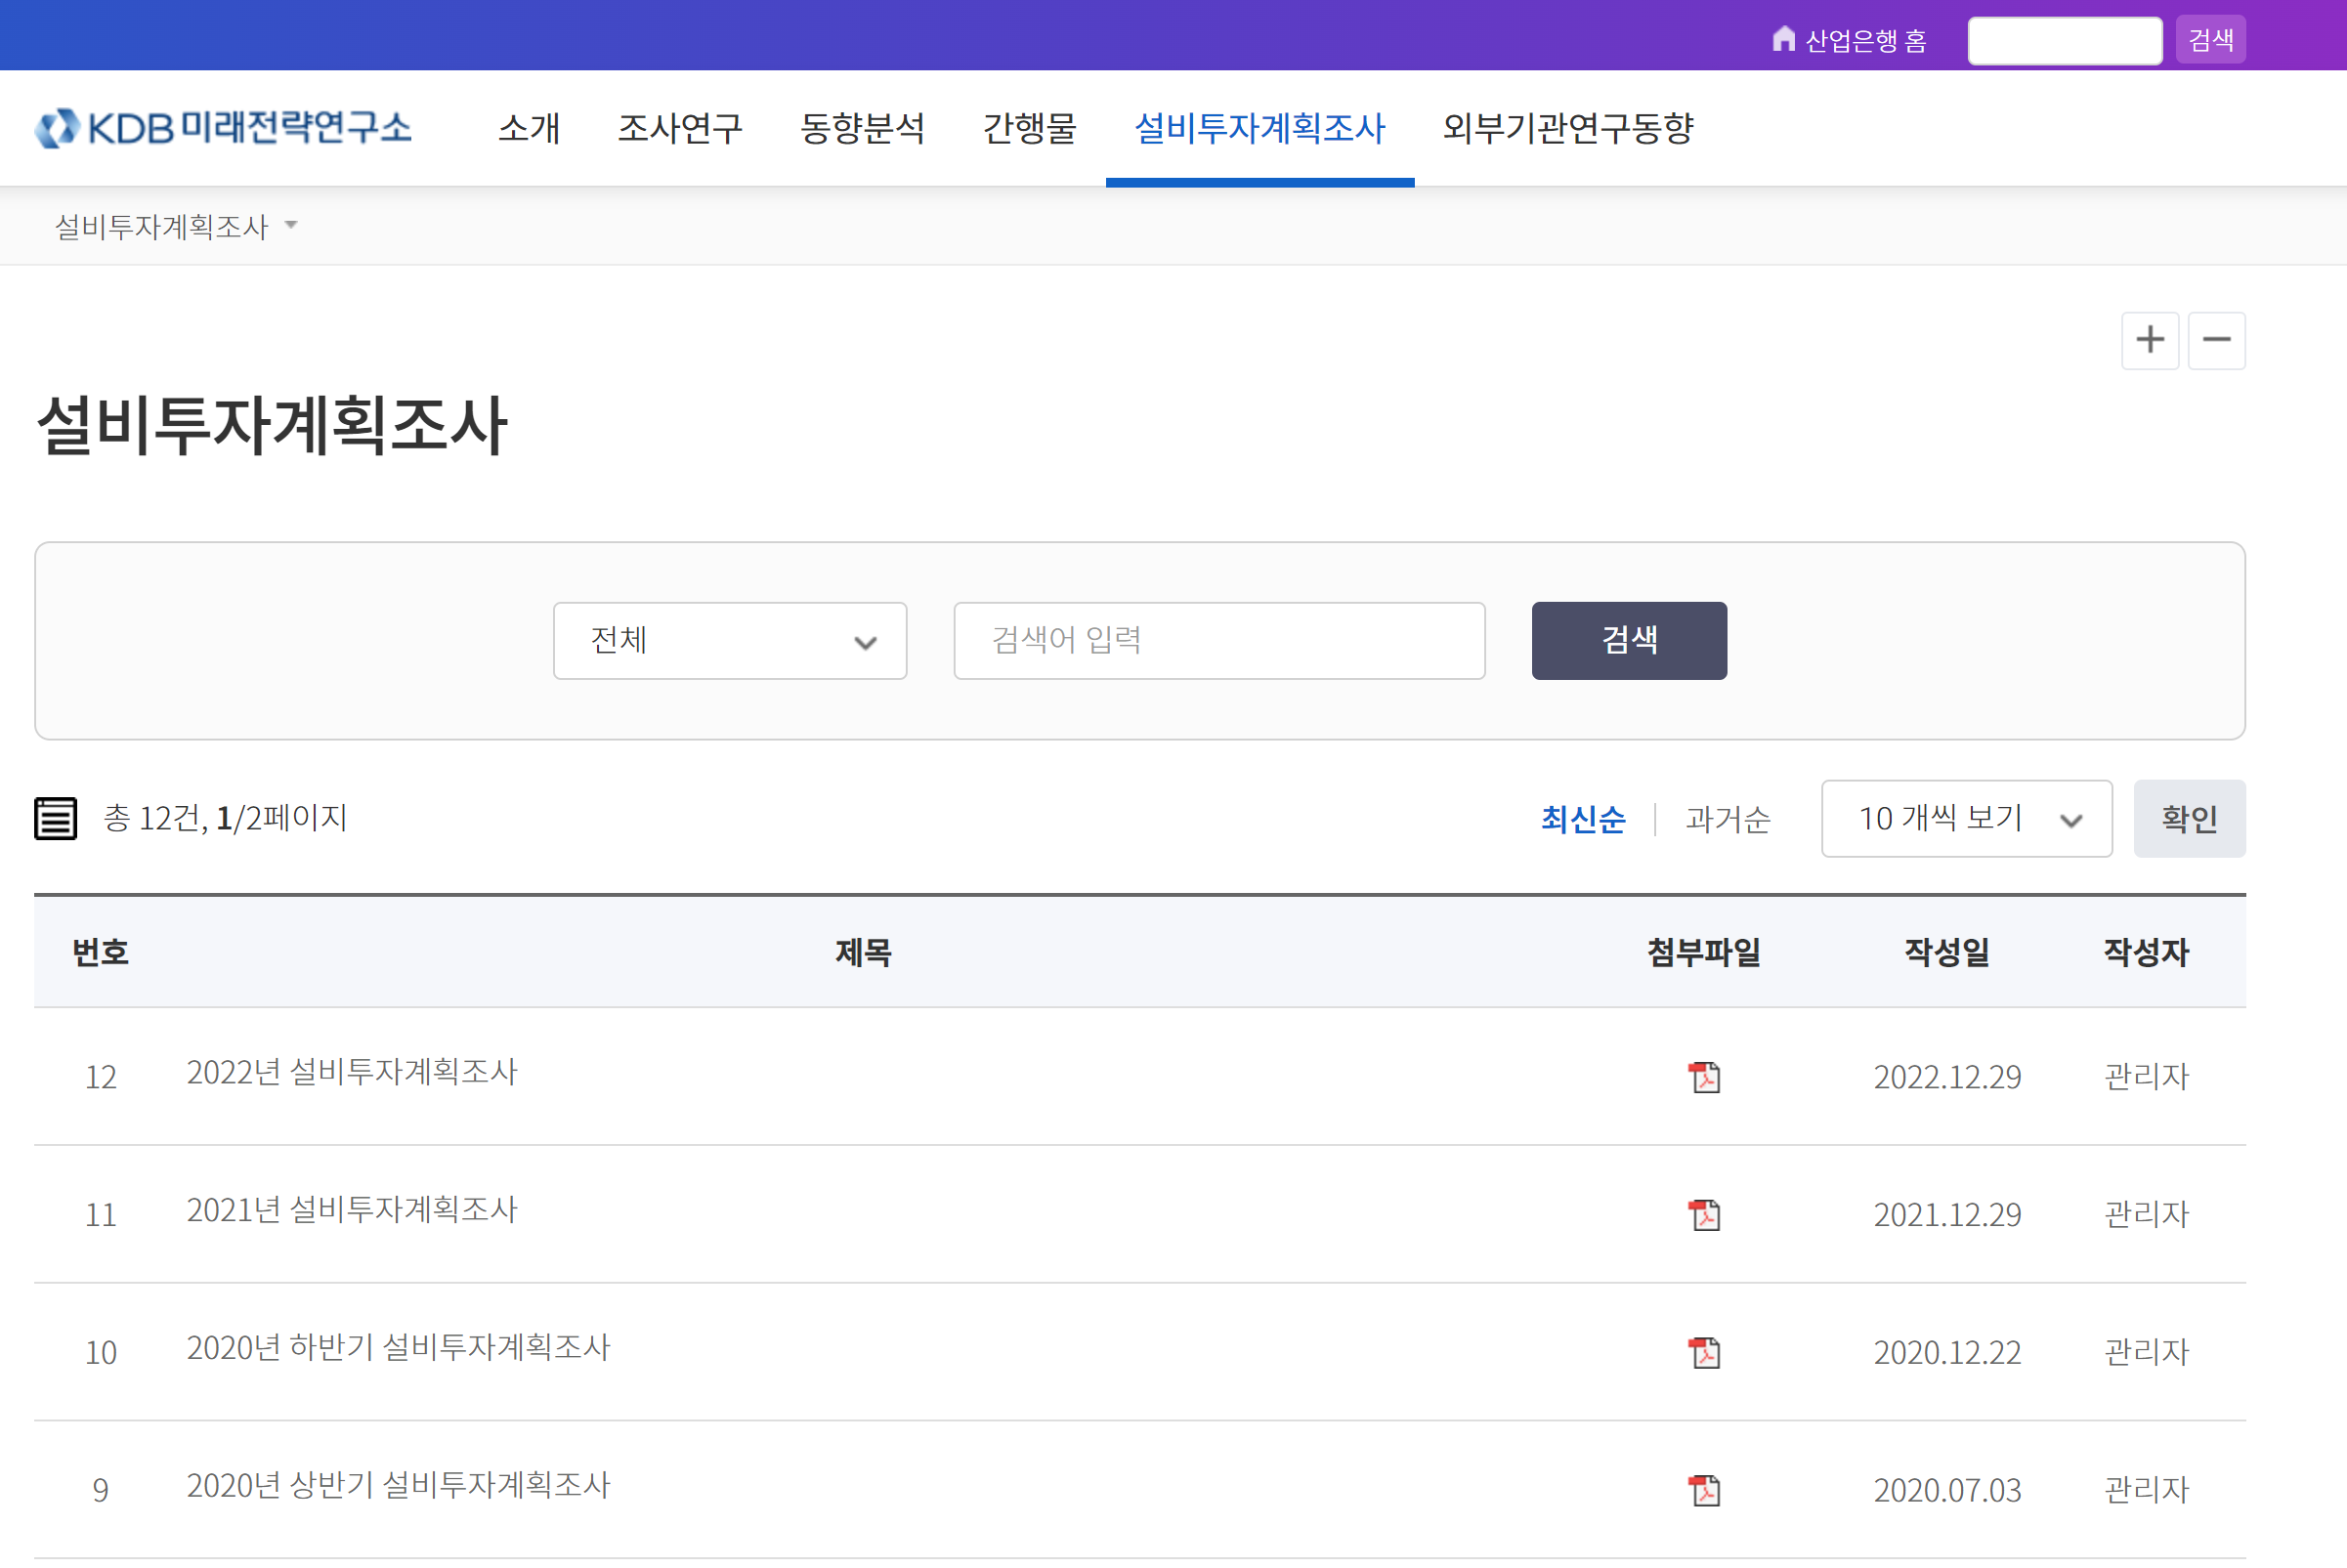 산업은행 홈
검색
KDB미래전략연구소
소개
조사연구
동향분석
간행물
설비투자계획조사
외부기관연구동향
설비투자계획조사
설비투자계획조사
전체
검색어 입력
검색
총 12건, 1/2페이지
최신순
과거순
10 개씩 보기
확인
번호 제목 첨부파일 작성일 작성자
12 2022년 설비투자계획조사 2022.12.29 관리자
11 2021년 설비투자계획조사 2021.12.29 관리자
10 2020년 하반기 설비투자계획조사 2020.12.22 관리자
9 2020년 상반기 설비투자계획조사 2020.07.03 관리자